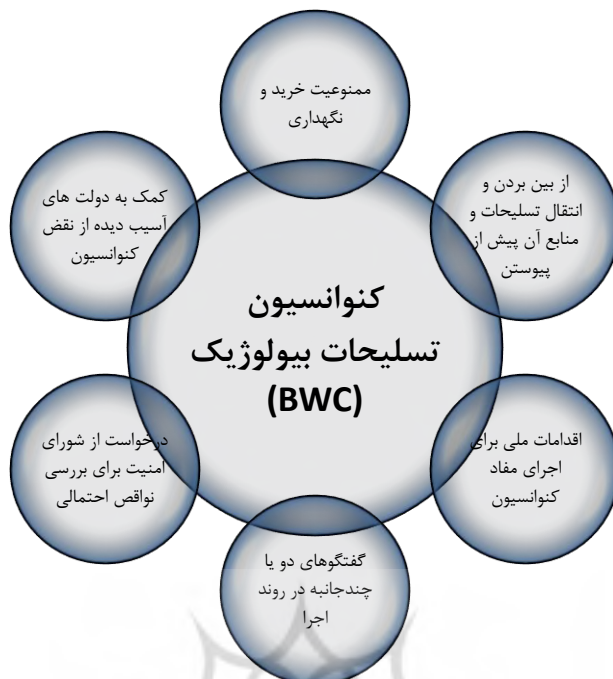 ممنوعیت خرید و
نگهداری
از بین بردن و
انتقال تسلیحات و
منابع آن پیش از
پیوستن
اقدامات ملی برای
اجرای مفاد
کنوانسیون
گفتگوهای دو یا
چندجانبه در روند
اجرا
درخواست از شورای
امنیت برای بررسی
نواقص احتمالی
کمک به دولت های
آسیب دیده از نقض
کنوانسیون
کنوانسیون
تسلیحات بیولوژیک
(BWC)